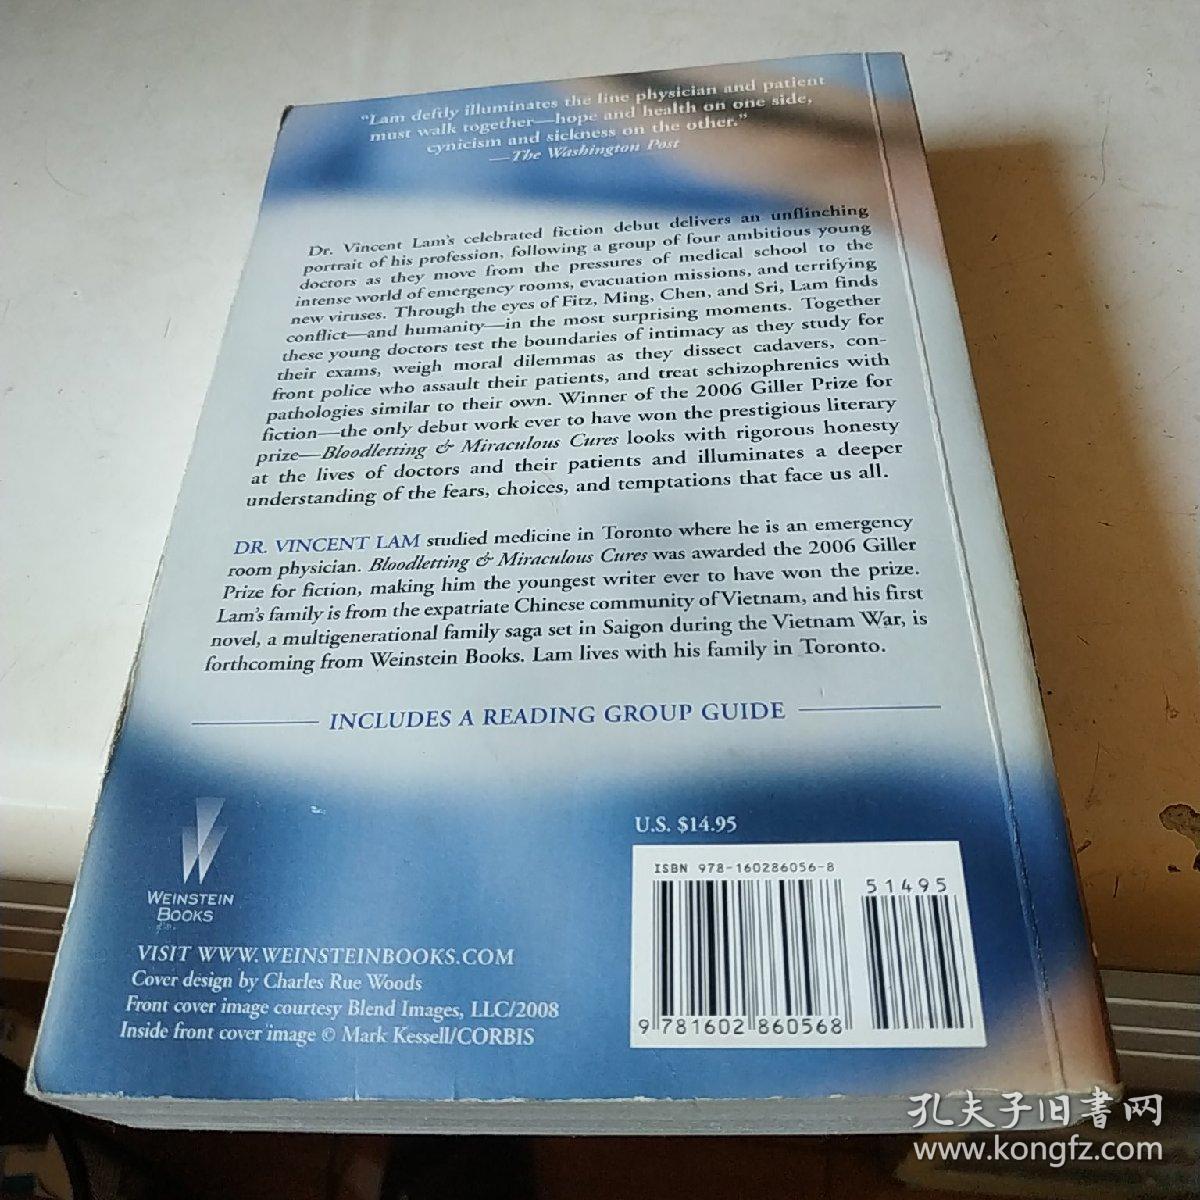 "Lam deftly illuminates the line physician and patient
must walk together—hope and health on one side,
cynicism and sickness on the other."
—The Washington Post
Dr. Vincent Lam's celebrated fiction debut delivers an unflinching
portrait of his profession, following a group of four ambitious young
doctors as they move from the pressures of medical school to the
intense world of emergency rooms, evacuation missions, and terrifying
new viruses. Through the eyes of Fitz, Ming, Chen, and Sri, Lam finds
conflict—and humanity—in the most surprising moments. Together
these young doctors test the boundaries of intimacy as they study for
their exams, weigh moral dilemmas as they dissect cadavers, con-
front police who assault their patients, and treat schizophrenics with
pathologies similar to their own. Winner of the 2006 Giller Prize for
fiction—the only debut work ever to have won the prestigious literary
prize—Bloodletting & Miraculous Cures looks with rigorous honesty
at the lives of doctors and their patients and illuminates a deeper
understanding of the fears, choices, and temptations that face us all.
DR. VINCENT LAM studied medicine in Toronto where he is an emergency
room physician. Bloodletting & Miraculous Cures was awarded the 2006 Giller
Prize for fiction, making him the youngest writer ever to have won the prize.
Lam's family is from the expatriate Chinese community of Vietnam, and his first
novel, a multigenerational family saga set in Saigon during the Vietnam War, is
forthcoming from Weinstein Books. Lam lives with his family in Toronto.
INCLUDES A READING GROUP GUIDE
WEINSTEIN
BOOKS
VISIT WWW.WEINSTEINBOOKS.COM
Cover design by Charles Rue Woods
Front cover image courtesy Blend Images, LLC/2008
Inside front cover image © Mark Kessell/CORBIS
U.S. $14.95
ISBN 978-160286056-8
51495
9 781602 860568
孔夫子旧書网
www.kongfz.com